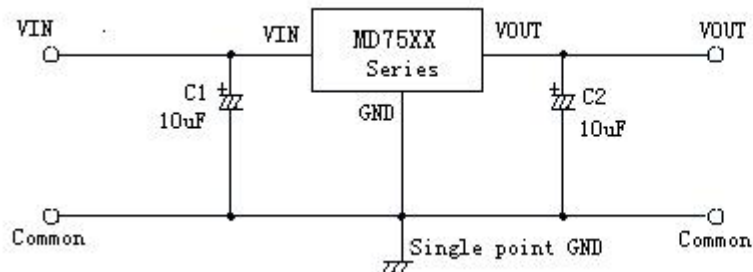 VIN
VIN
MD75XX
Series
VOUT
VOUT
C1
+
10uF
GND
+
C2
10uF
Common
Single point GND
Common